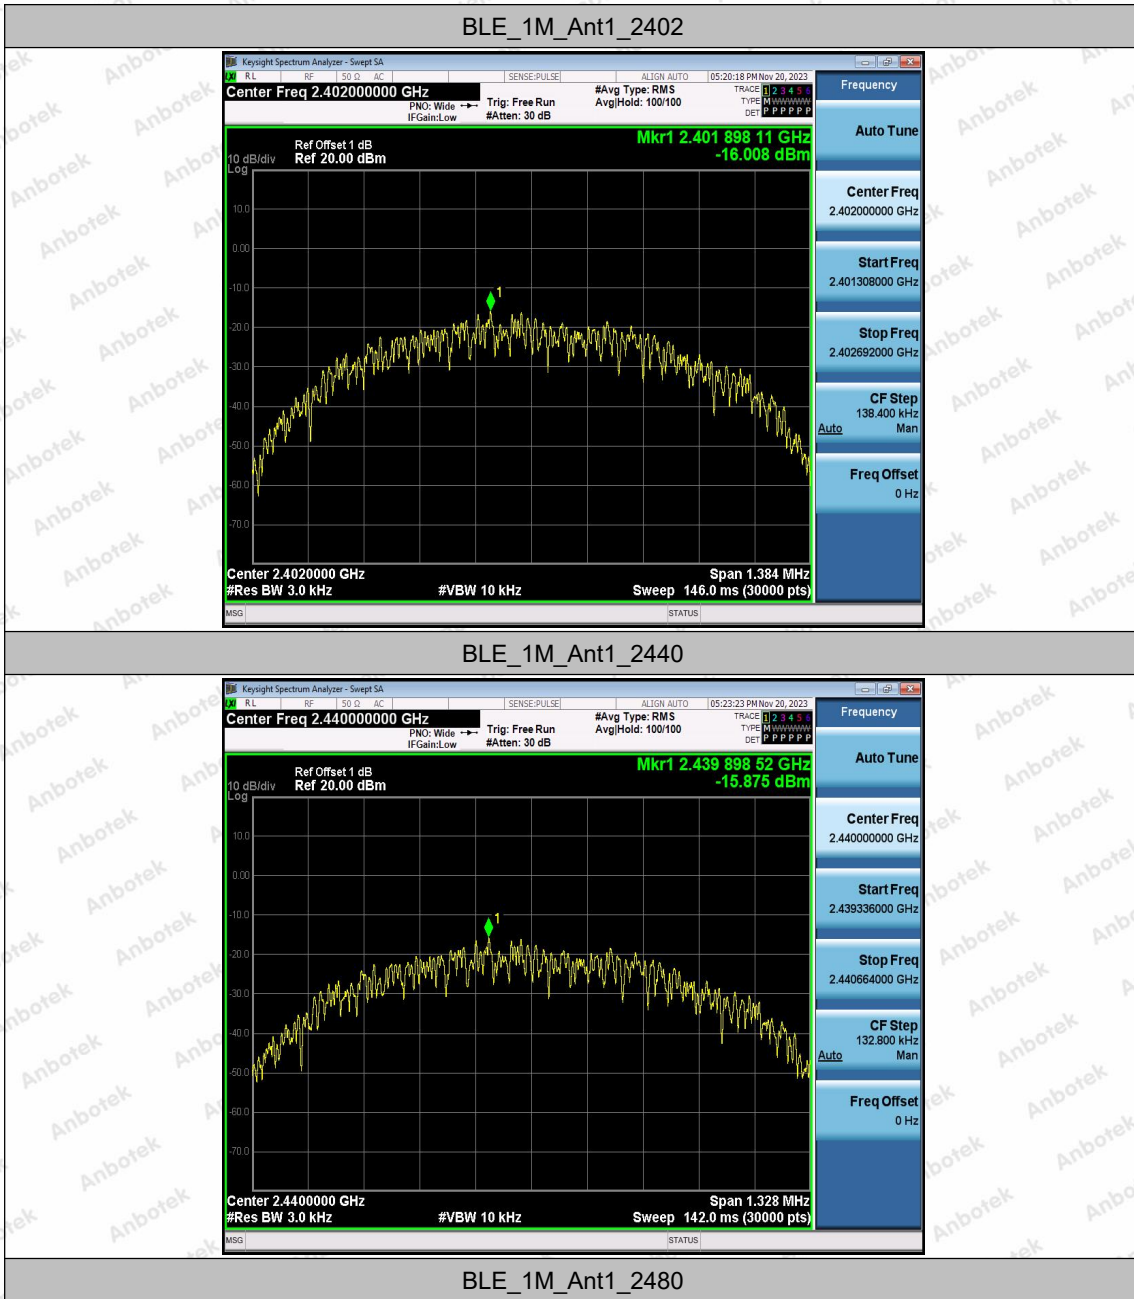 BLE_1M_Ant1_2402
Keysight Spectrum Analyzer - Swept SA
LXI RL RF 50 Ω AC SENSE:PULSE ALIGN AUTO 05:20:18 PM Nov 20, 2023
Center Freq 2.402000000 GHz
PNO: Wide
IFGain:Low
Trig: Free Run
#Atten: 30 dB
#Avg Type: RMS
Avg|Hold: 100/100
TRACE 1 2 3 4 5 6
TYPE M WWWWW
DET P P P P P P
Frequency
Auto Tune
Center Freq
2.402000000 GHz
Start Freq
2.401308000 GHz
Stop Freq
2.402692000 GHz
CF Step
138.400 kHz
Auto Man
Freq Offset
0 Hz
Mkr1 2.401 898 11 GHz
-16.008 dBm
Ref Offset 1 dB
10 dB/div Ref 20.00 dBm
Log
10.0
0.00
-10.0
-20.0
-30.0
-40.0
-50.0
-60.0
-70.0
1
Center 2.4020000 GHz Span 1.384 MHz
#Res BW 3.0 kHz #VBW 10 kHz Sweep 146.0 ms (30000 pts)
MSG STATUS
BLE_1M_Ant1_2440
Keysight Spectrum Analyzer - Swept SA
LXI RL RF 50 Ω AC SENSE:PULSE ALIGN AUTO 05:23:23 PM Nov 20, 2023
Center Freq 2.440000000 GHz
PNO: Wide
IFGain:Low
Trig: Free Run
#Atten: 30 dB
#Avg Type: RMS
Avg|Hold: 100/100
TRACE 1 2 3 4 5 6
TYPE M WWWWW
DET P P P P P P
Frequency
Auto Tune
Center Freq
2.440000000 GHz
Start Freq
2.439336000 GHz
Stop Freq
2.440664000 GHz
CF Step
132.800 kHz
Auto Man
Freq Offset
0 Hz
Mkr1 2.439 898 52 GHz
-15.875 dBm
Ref Offset 1 dB
10 dB/div Ref 20.00 dBm
Log
10.0
0.00
-10.0
-20.0
-30.0
-40.0
-50.0
-60.0
-70.0
1
Center 2.4400000 GHz Span 1.328 MHz
#Res BW 3.0 kHz #VBW 10 kHz Sweep 142.0 ms (30000 pts)
MSG STATUS
BLE_1M_Ant1_2480
Anbotek